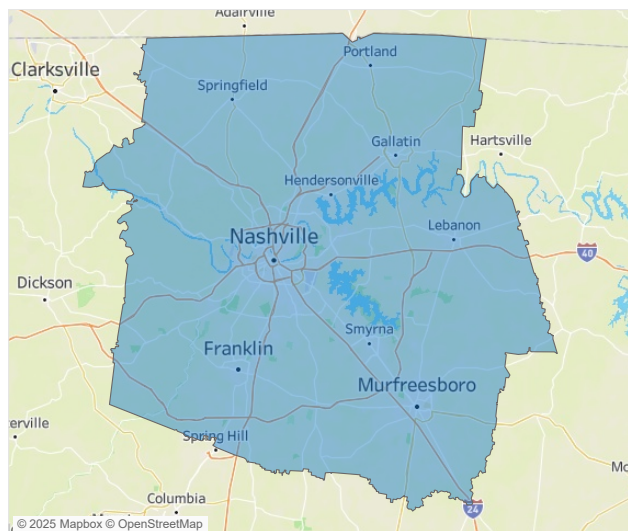 Adairville
Portland
Clarksville
Springfield
Gallatin
Hartsville
Hendersonville
Lebanon
Nashville
40
Dickson
Smyrna
Franklin
Murfreesboro
erville
Spring Hill
Mo
Columbia
24
© 2025 Mapbox © OpenStreetMap